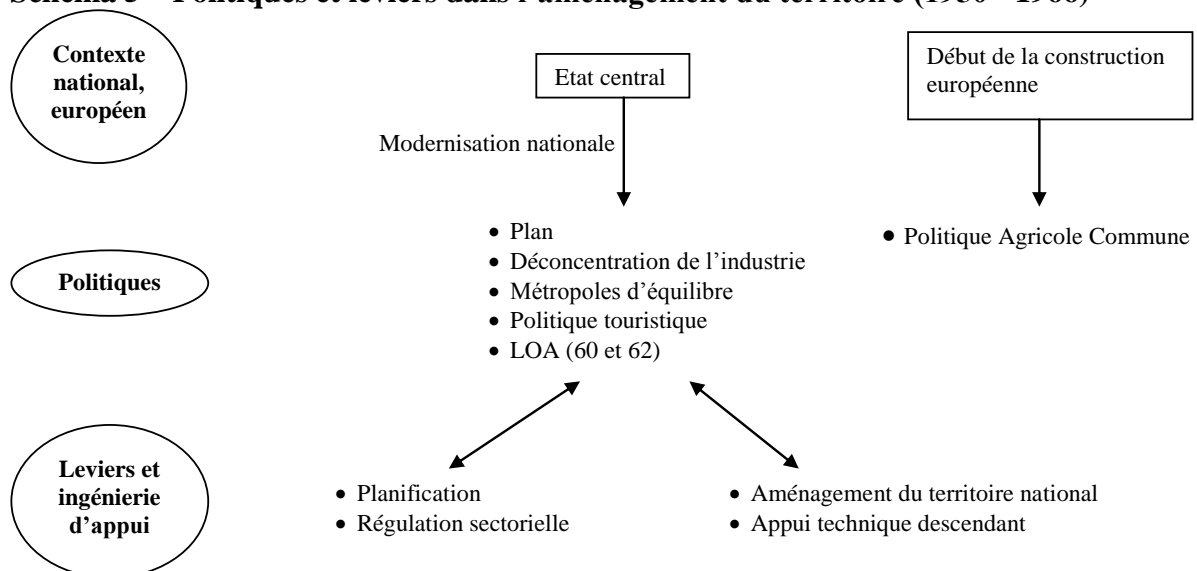 Contexte
national,
européen
Etat central
Début de la construction
européenne
Modernisation nationale
• Plan
• Déconcentration de l'industrie
• Métropoles d'équilibre
• Politique touristique
• LOA (60 et 62)
• Politique Agricole Commune
Politiques
Leviers et
ingénierie
d'appui
• Planification
• Régulation sectorielle
• Aménagement du territoire national
• Appui technique descendant